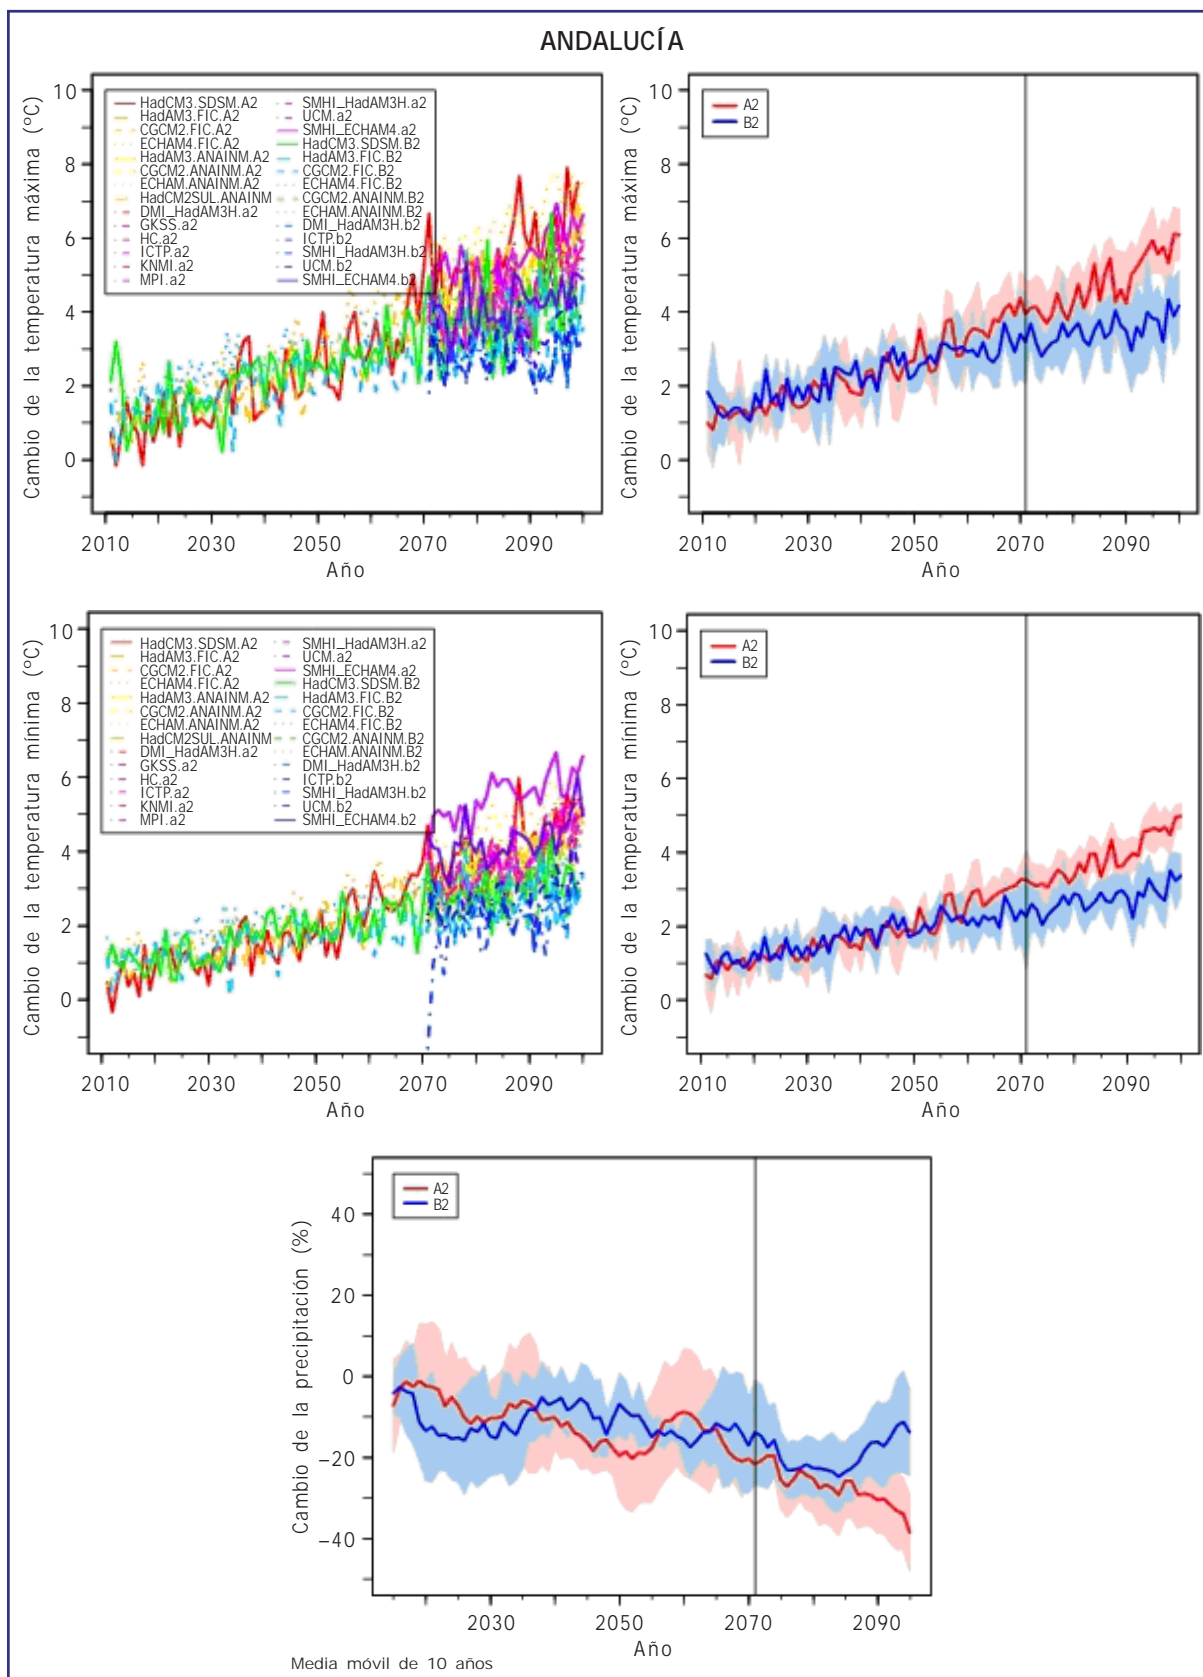 ANDALUCÍA
Cambio de la temperatura máxima (°C)
10
8
6
4
2
0
HadCM3.SDSM.A2
HadAM3.FIC.A2
CGCM2.FIC.A2
ECHAM4.FIC.A2
HadAM3.ANAINM.A2
CGCM2.ANAINM.A2
ECHAM.ANAINM.A2
HadCM2SUL.ANAINM
DMI_HadAM3H.a2
GKSS.a2
HC.a2
ICTP.a2
KNMI.a2
MPI.a2
SMHI_HadAM3H.a2
UCM.a2
SMHI_ECHAM4.a2
HadCM3.SDSM.B2
HadAM3.FIC.B2
CGCM2.FIC.B2
ECHAM4.FIC.B2
CGCM2.ANAINM.B2
ECHAM.ANAINM.B2
DMI_HadAM3H.b2
ICTP.b2
SMHI_HadAM3H.b2
UCM.b2
SMHI_ECHAM4.b2
2010 2030 2050 2070 2090
Año
Cambio de la temperatura máxima (°C)
10
8
6
4
2
0
A2
B2
2010 2030 2050 2070 2090
Año
Cambio de la temperatura mínima (°C)
10
8
6
4
2
0
HadCM3.SDSM.A2
HadAM3.FIC.A2
CGCM2.FIC.A2
ECHAM4.FIC.A2
HadAM3.ANAINM.A2
CGCM2.ANAINM.A2
ECHAM.ANAINM.A2
HadCM2SUL.ANAINM
DMI_HadAM3H.a2
GKSS.a2
HC.a2
ICTP.a2
KNMI.a2
MPI.a2
SMHI_HadAM3H.a2
UCM.a2
SMHI_ECHAM4.a2
HadCM3.SDSM.B2
HadAM3.FIC.B2
CGCM2.FIC.B2
ECHAM4.FIC.B2
CGCM2.ANAINM.B2
ECHAM.ANAINM.B2
DMI_HadAM3H.b2
ICTP.b2
SMHI_HadAM3H.b2
UCM.b2
SMHI_ECHAM4.b2
2010 2030 2050 2070 2090
Año
Cambio de la temperatura mínima (°C)
10
8
6
4
2
0
A2
B2
2010 2030 2050 2070 2090
Año
Cambio de la precipitación (%)
40
20
0
−20
−40
A2
B2
2030 2050 2070 2090
Año
Media móvil de 10 años